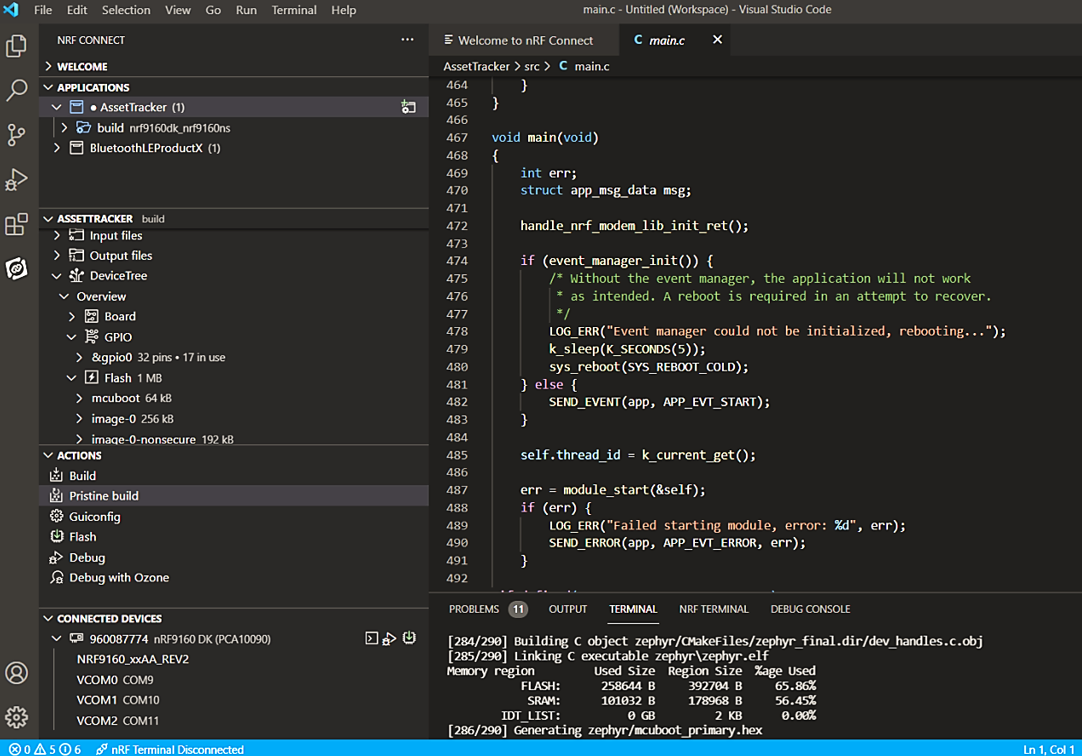 File Edit Selection View Go Run Terminal Help
main.c - Untitled (Workspace) - Visual Studio Code
NRF CONNECT
WELCOME
APPLICATIONS
AssetTracker (1)
build nrf9160dk_nrf9160ns
BluetoothLEProductX (1)
ASSETTRACKER build
Input files
Output files
DeviceTree
Overview
Board
GPIO
&gpio0 32 pins • 17 in use
Flash 1 MB
mcuboot 64 kB
image-0 256 kB
image-0-nonsecure 192 kB
ACTIONS
Build
Pristine build
Guiconfig
Flash
Debug
Debug with Ozone
CONNECTED DEVICES
960087774 nRF9160 DK (PCA10090)
NRF9160_xxAA_REV2
VCOM0 COM9
VCOM1 COM10
VCOM2 COM11
Welcome to nRF Connect
C main.c
AssetTracker > src > C main.c
464 }
465 }
466
467 void main(void)
468 {
469 int err;
470 struct app_msg_data msg;
471
472 handle_nrf_modem_lib_init_ret();
473
474 if (event_manager_init()) {
475 /* Without the event manager, the application will not work
476 * as intended. A reboot is required in an attempt to recover.
477 */
478 LOG_ERR("Event manager could not be initialized, rebooting...");
479 k_sleep(K_SECONDS(5));
480 sys_reboot(SYS_REBOOT_COLD);
481 } else {
482 SEND_EVENT(app, APP_EVT_START);
483 }
484
485 self.thread_id = k_current_get();
486
487 err = module_start(&self);
488 if (err) {
489 LOG_ERR("Failed starting module, error: %d", err);
490 SEND_ERROR(app, APP_EVT_ERROR, err);
491 }
492
PROBLEMS 11 OUTPUT TERMINAL NRF TERMINAL DEBUG CONSOLE
[284/290] Building C object zephyr/CMakeFiles/zephyr_final.dir/dev_handles.c.obj
[285/290] Linking C executable zephyr\zephyr.elf
Memory region Used Size Region Size %age Used
FLASH: 258644 B 392704 B 65.86%
SRAM: 101032 B 178968 B 56.45%
IDT_LIST: 0 GB 2 KB 0.00%
[286/290] Generating zephyr/mcuboot_primary.hex
0 5 6 nRF Terminal Disconnected
Ln 1, Col 1